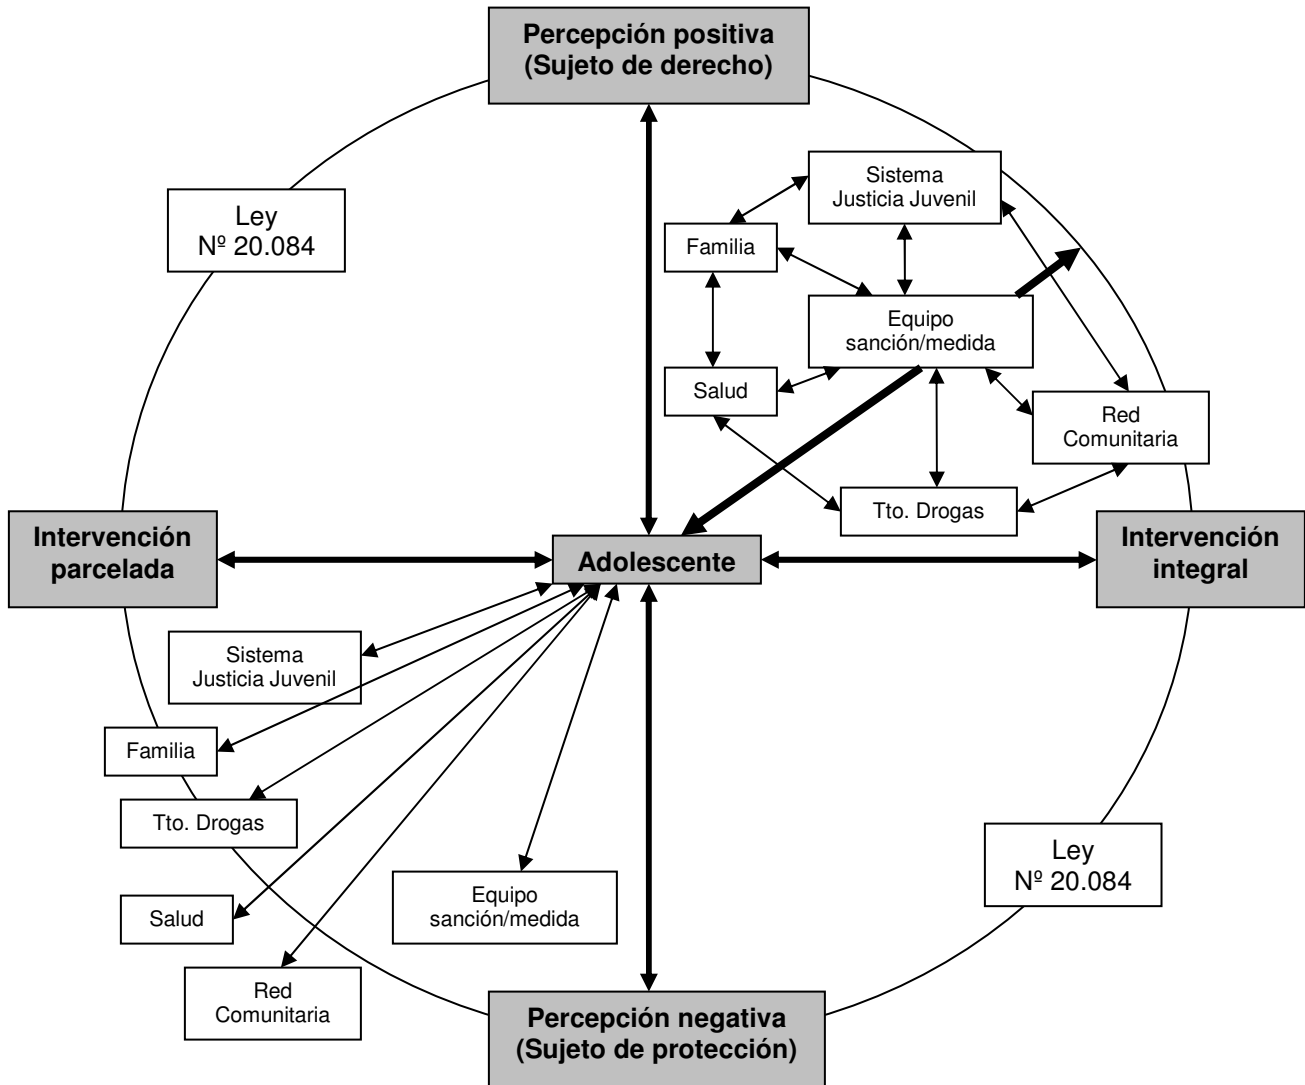 Percepción positiva
(Sujeto de derecho)
Sistema
Justicia Juvenil
Ley
Nº 20.084
Familia
Equipo
sanción/medida
Salud
Red
Comunitaria
Tto. Drogas
Intervención
parcelada
Adolescente
Intervención
integral
Sistema
Justicia Juvenil
Familia
Tto. Drogas
Ley
Nº 20.084
Equipo
sanción/medida
Salud
Red
Comunitaria
Percepción negativa
(Sujeto de protección)